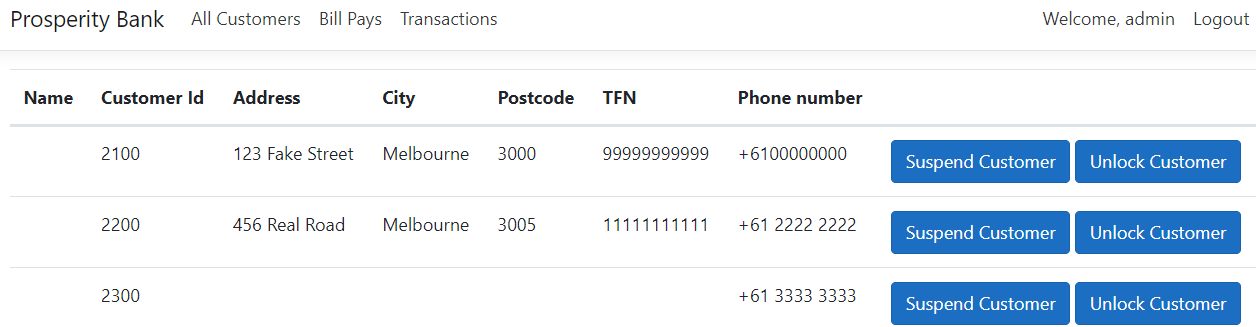 Prosperity Bank All Customers Bill Pays Transactions Welcome, admin Logout
Name Customer Id Address City Postcode TFN Phone number
2100 123 Fake Street Melbourne 3000 99999999999 +6100000000 Suspend Customer Unlock Customer
2200 456 Real Road Melbourne 3005 11111111111 +61 2222 2222 Suspend Customer Unlock Customer
2300 +61 3333 3333 Suspend Customer Unlock Customer